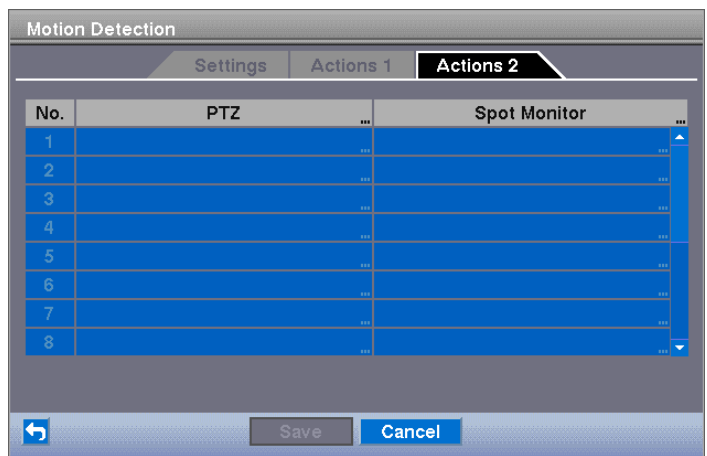 Motion Detection
Settings Actions 1 Actions 2
No. PTZ ... Spot Monitor ...
1 ... ...
2 ... ...
3 ... ...
4 ... ...
5 ... ...
6 ... ...
7 ... ...
8 ... ...
Save Cancel